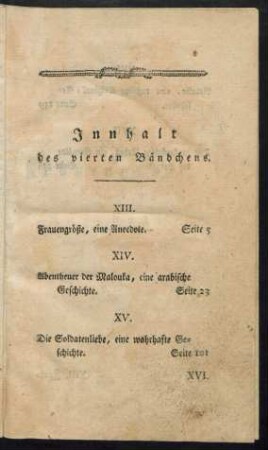 Innhalt
des vierten Bändchens.
XIII.
Frauengröße, eine Anecdote. Seite 5
XIV.
Abentheuer der Malouka, eine arabische
Geschichte. Seite 23
XV.
Die Soldatenliebe, eine wahrhafte Ge-
schichte. Seite 101
XVI.